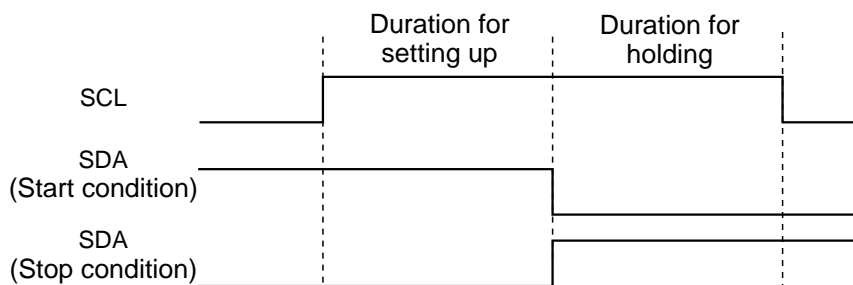 Duration for
setting up
Duration for
holding
SCL
SDA
(Start condition)
SDA
(Stop condition)